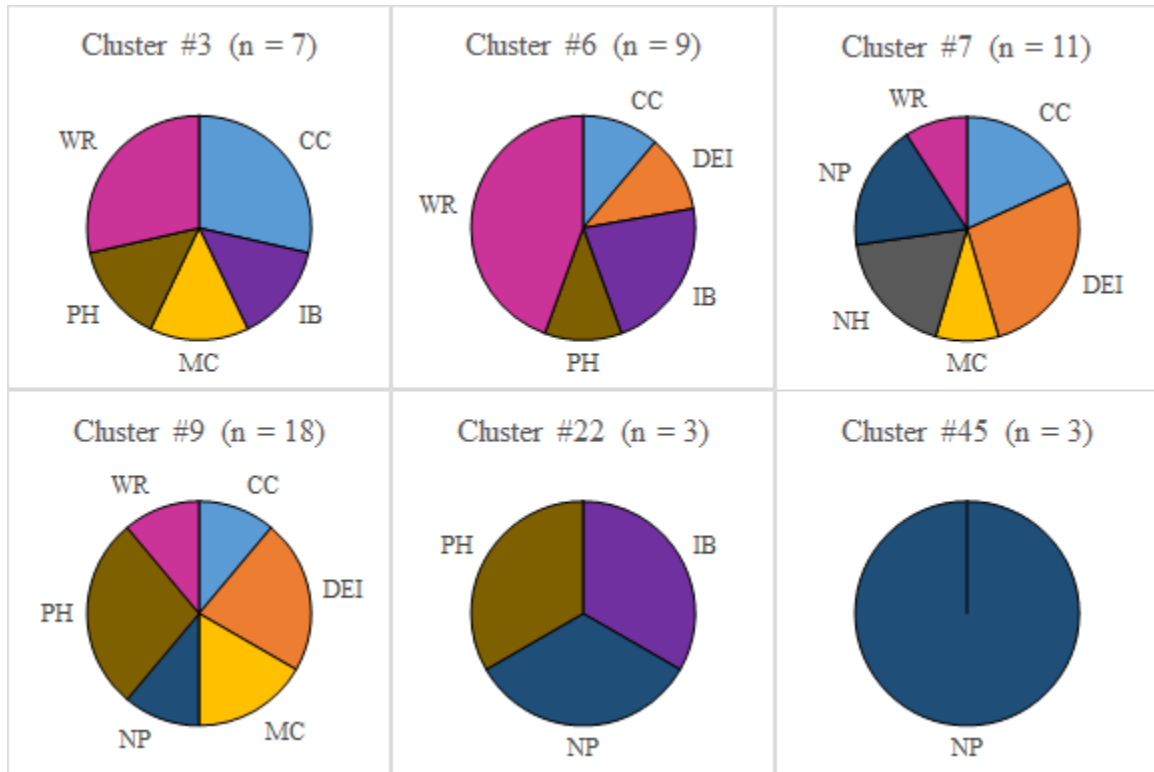 Cluster #3 (n = 7)
WR
CC
PH
IB
MC
Cluster #6 (n = 9)
CC
DEI
WR
IB
PH
Cluster #7 (n = 11)
WR
CC
NP
DEI
NH
MC
Cluster #9 (n = 18)
WR
CC
DEI
PH
MC
NP
Cluster #22 (n = 3)
PH
IB
NP
Cluster #45 (n = 3)
NP